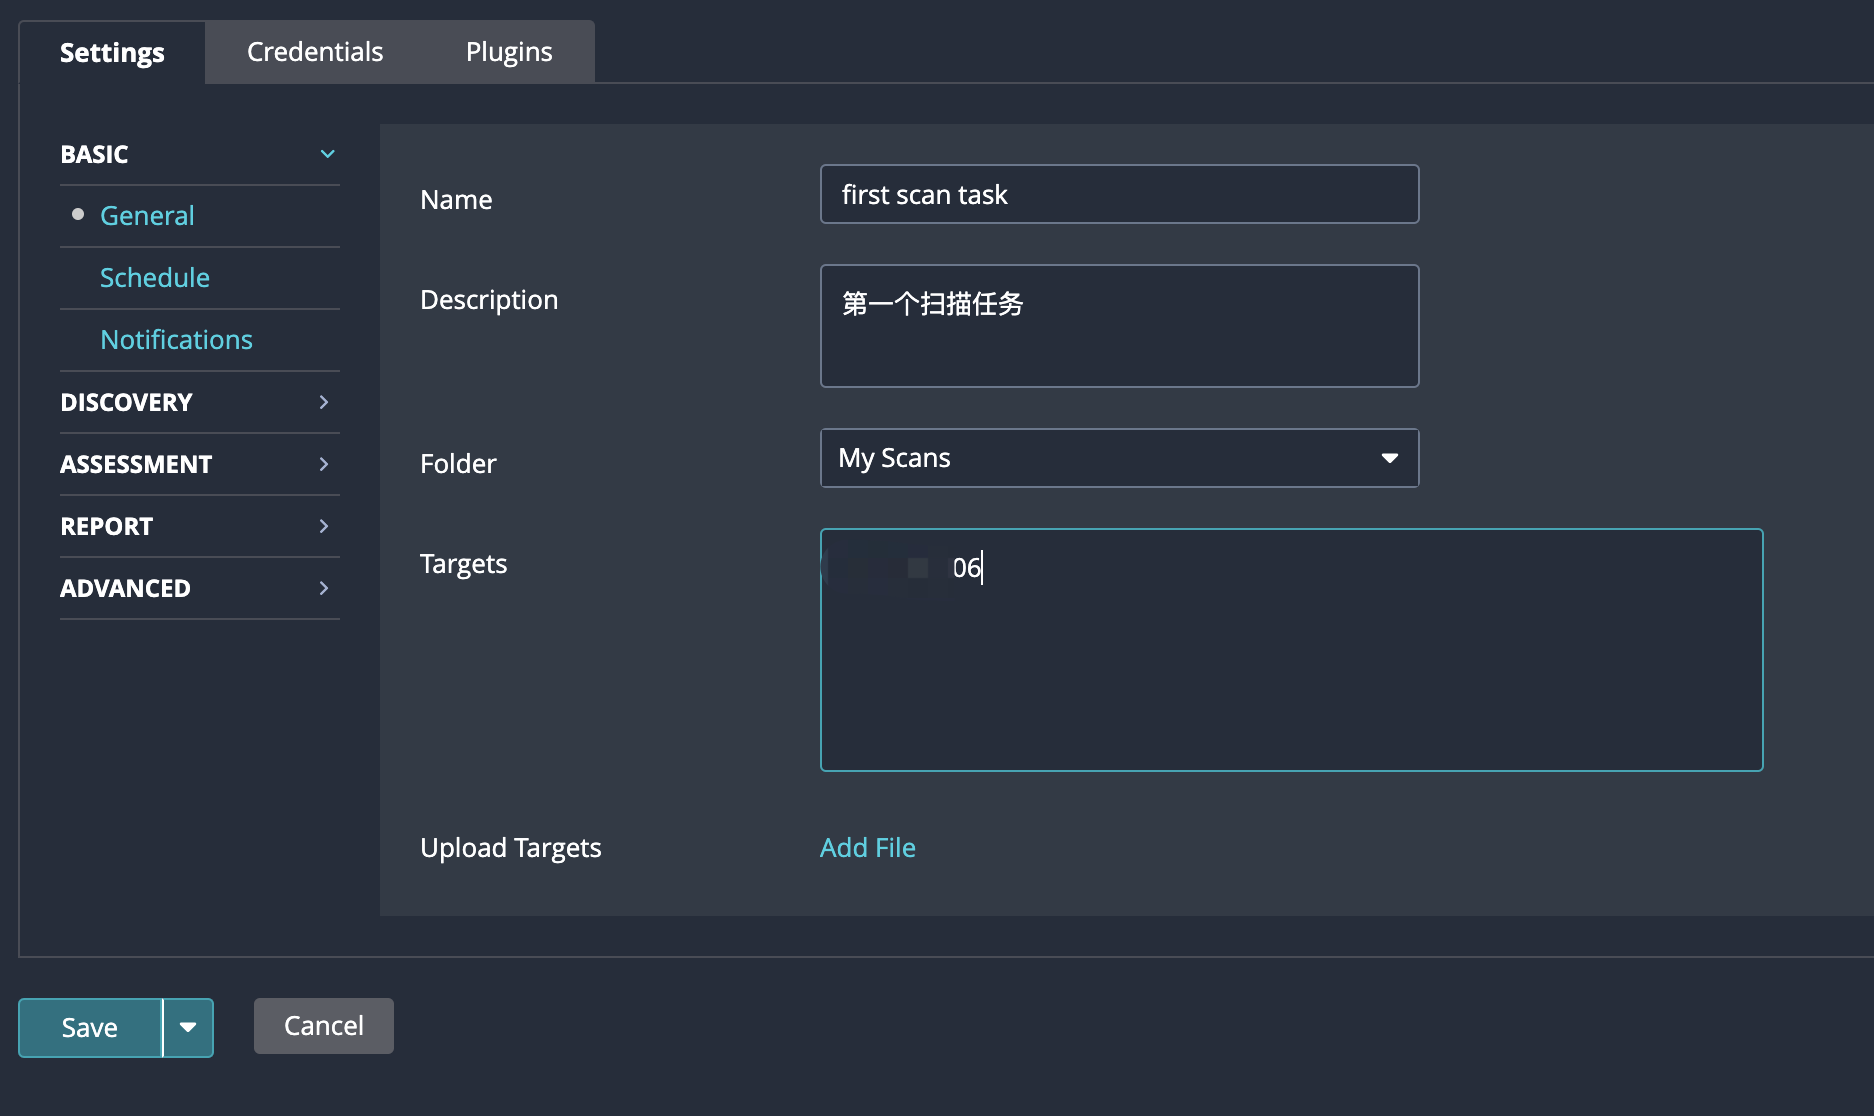 Settings
Credentials
Plugins
BASIC
General
Schedule
Notifications
DISCOVERY
ASSESSMENT
REPORT
ADVANCED
Name
first scan task
Description
第一个扫描任务
Folder
My Scans
Targets
06
Upload Targets
Add File
Save
Cancel